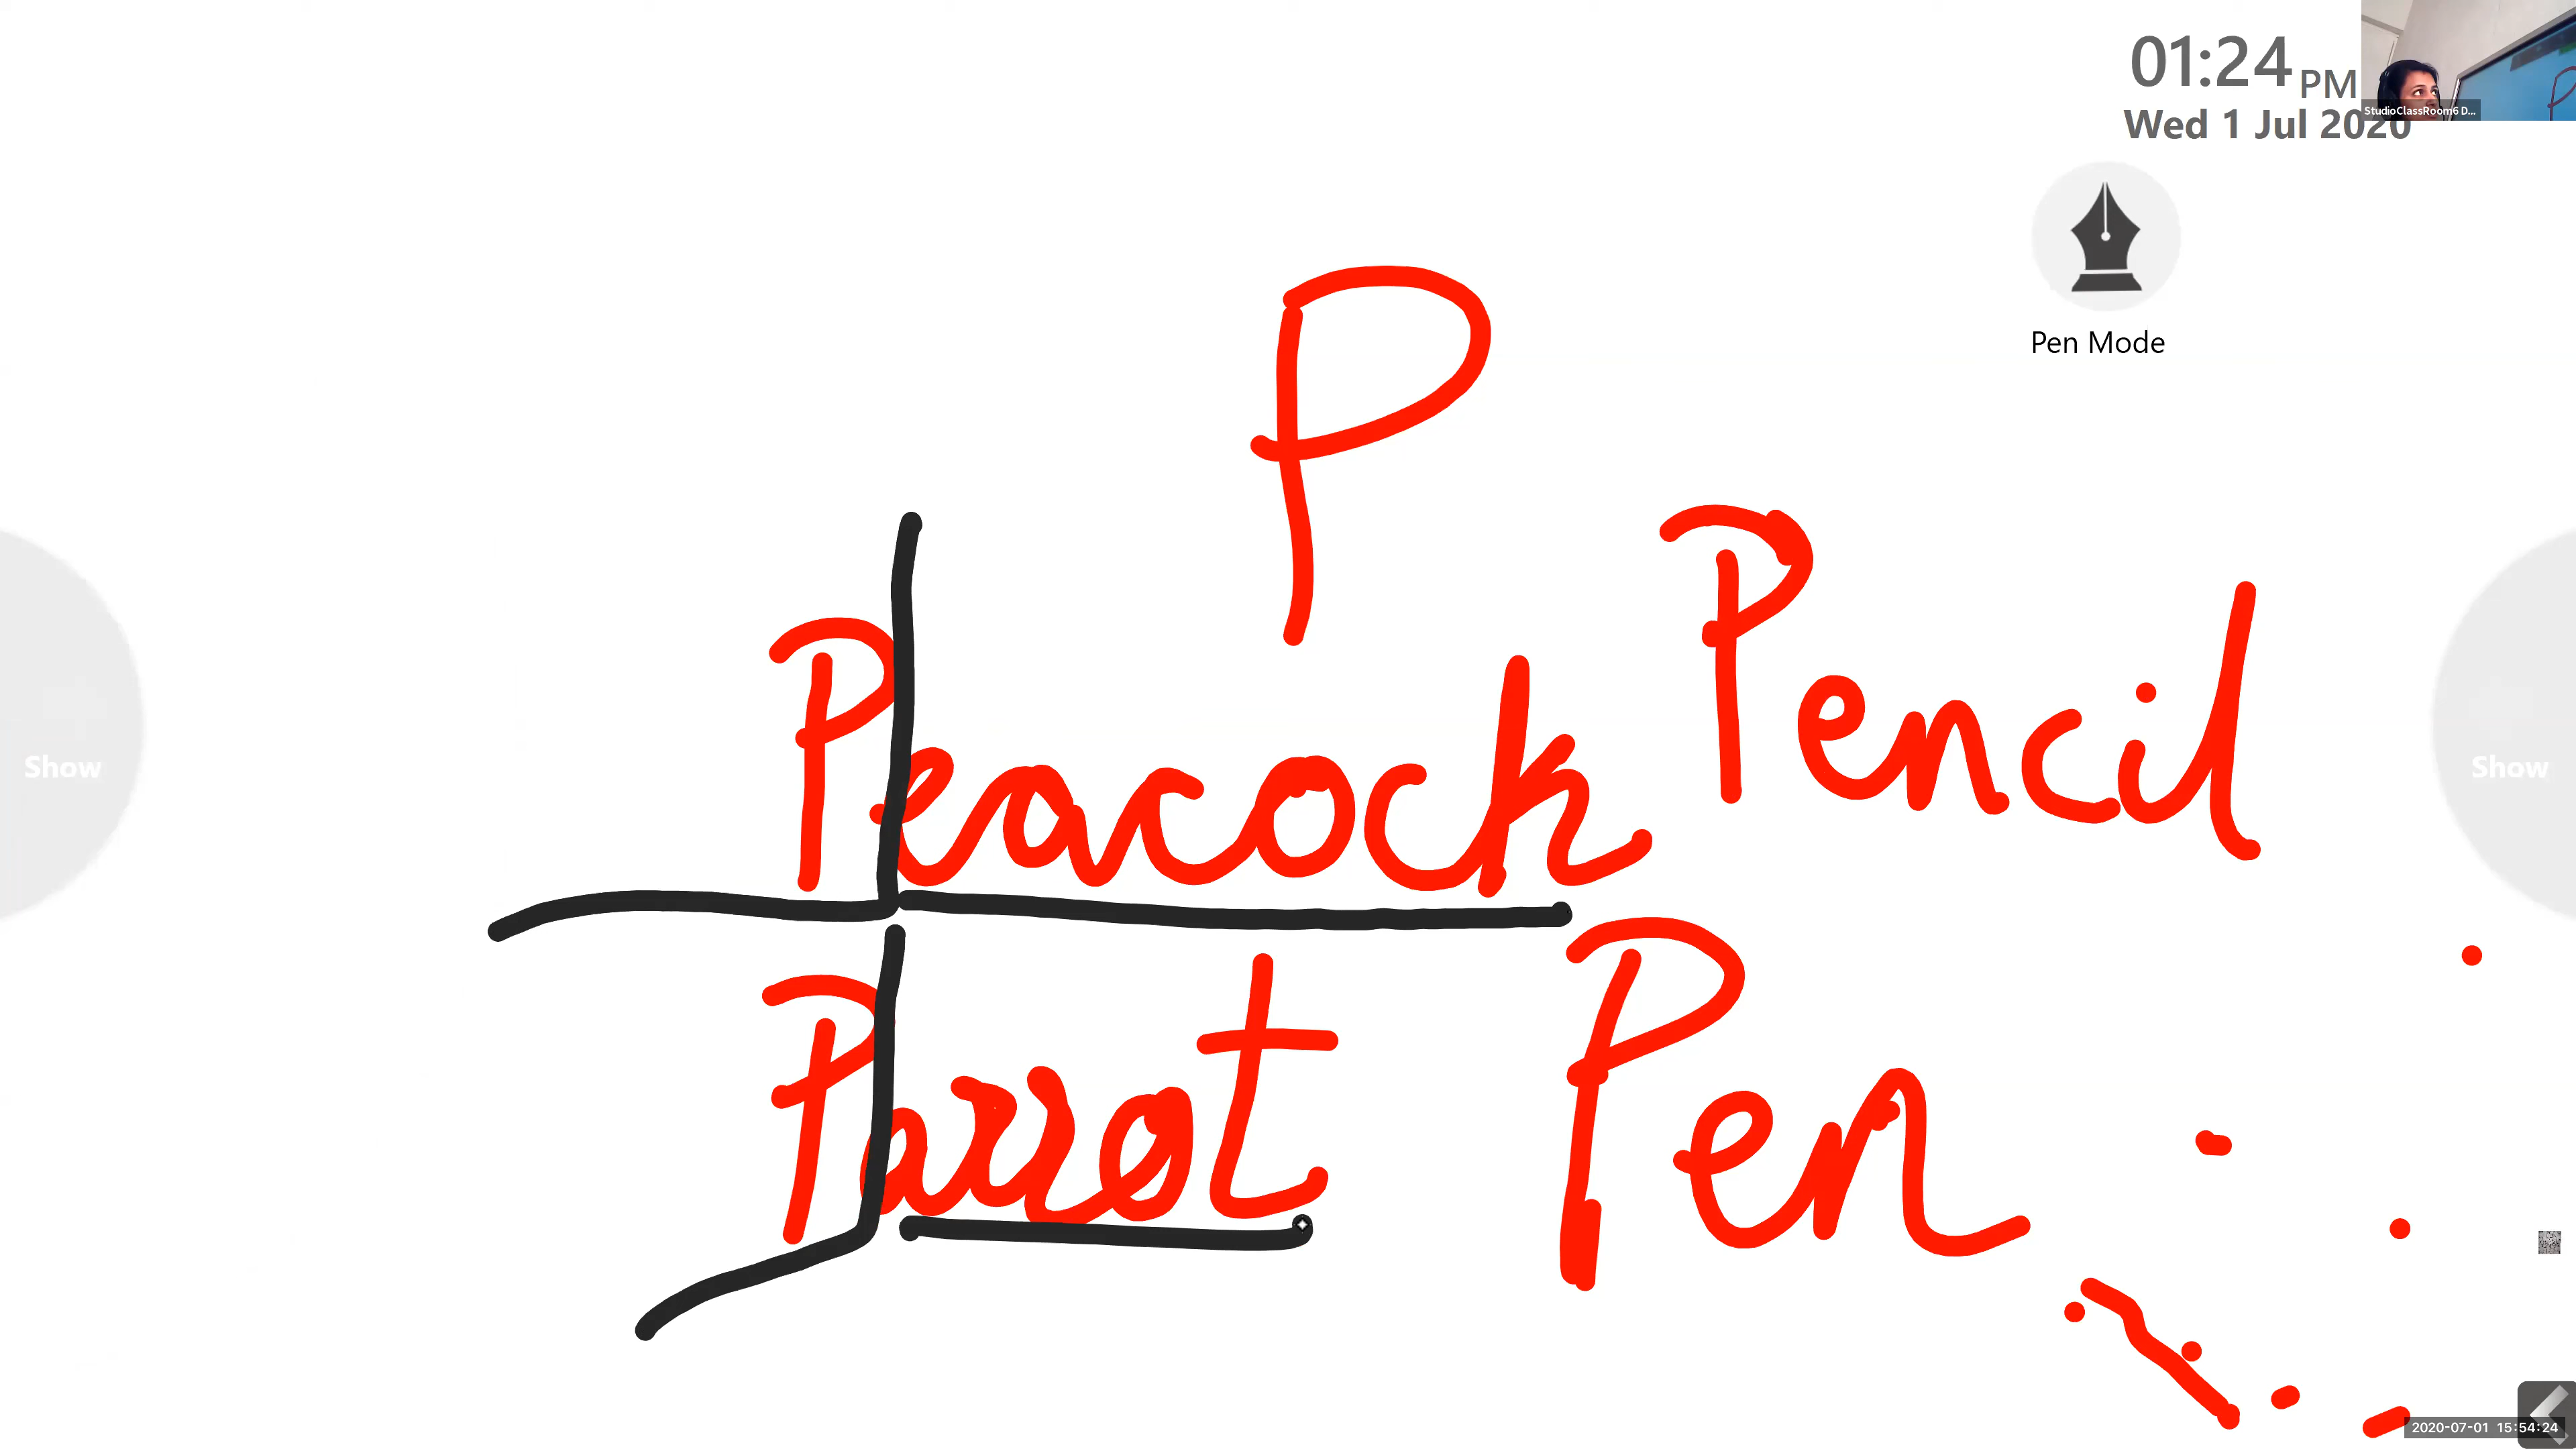 01:24 PM
StudioClassRoom6 D...
Wed 1 Jul 2020
Pen Mode
P
Peacock Pencil
Show
Show
Parrot Pen
2020-07-01 15:54:24